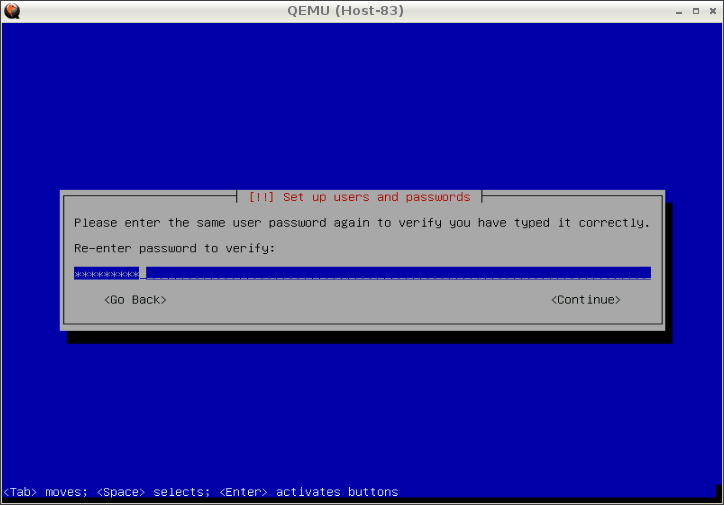 QEMU (Host-83)
[!!] Set up users and passwords
Please enter the same user password again to verify you have typed it correctly.
Re-enter password to verify:
*********
<Go Back> <Continue>
<Tab> moves; <Space> selects; <Enter> activates buttons